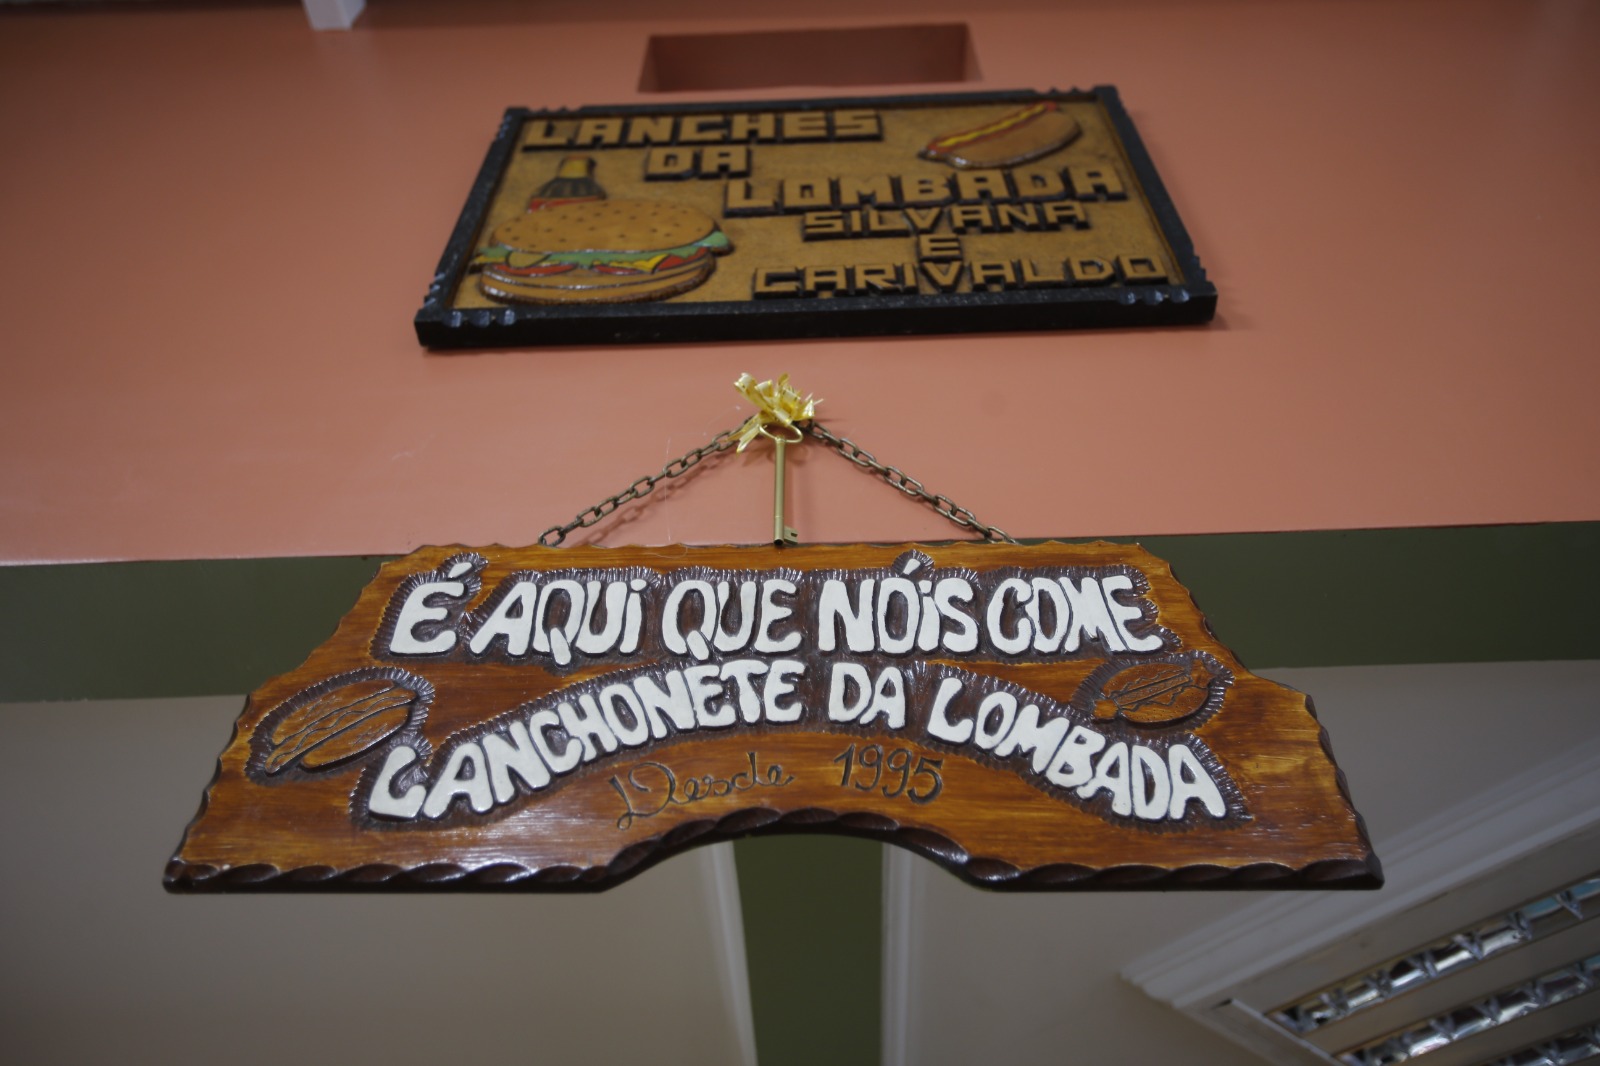 LANCHES
DA
LOMBADA
SILVANA
E
CARIVALDO
É AQUi QUE NÓiS COME
LANCHONETE DA LOMBADA
Desde 1995